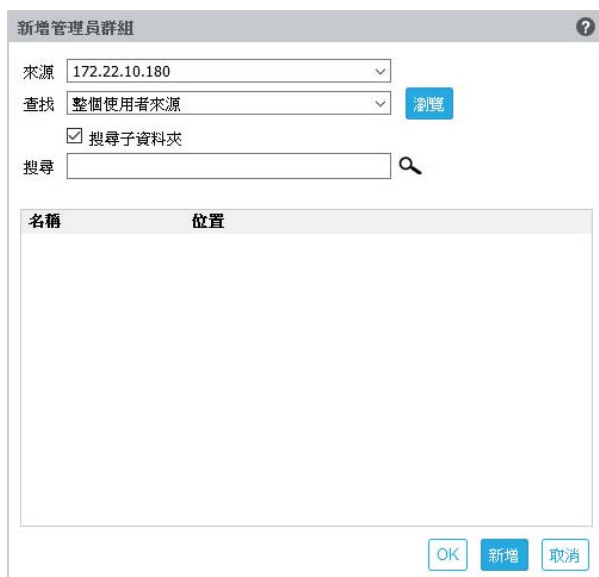 新增管理員群組
來源 172.22.10.180
查找 整個使用者來源 瀏覽
搜尋子資料夾
搜尋
名稱 位置
OK 新增 取消